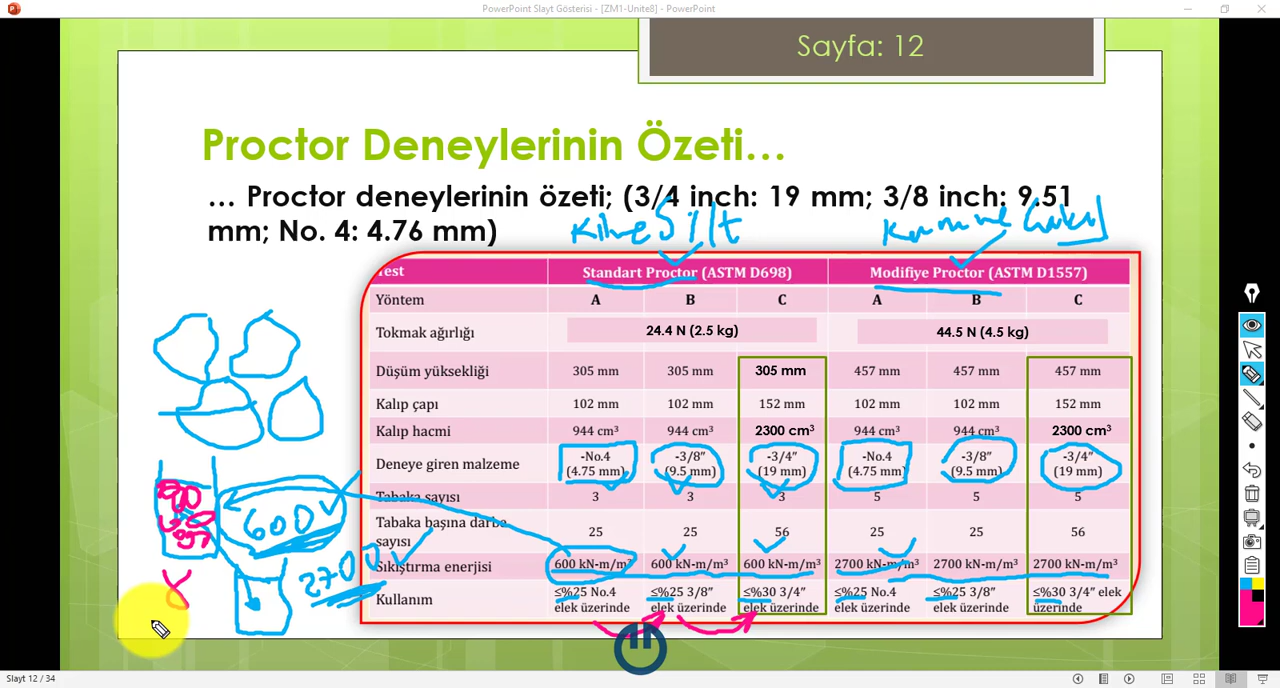 PowerPoint Slayt Gösterisi - [ZM1-Unite8] - PowerPoint
Sayfa: 12
Proctor Deneylerinin Özeti...
... Proctor deneylerinin özeti; (3/4 inch: 19 mm; 3/8 inch: 9.51
mm; No. 4: 4.76 mm)
Kil ve Silt
Kum ve Çakıl
Test Standart Proctor (ASTM D698) Modifiye Proctor (ASTM D1557)
Yöntem A B C A B C
Tokmak ağırlığı 24.4 N (2.5 kg) 44.5 N (4.5 kg)
Düşüm yüksekliği 305 mm 305 mm 305 mm 457 mm 457 mm 457 mm
Kalıp çapı 102 mm 102 mm 152 mm 102 mm 102 mm 152 mm
Kalıp hacmi 944 cm³ 944 cm³ 2300 cm³ 944 cm³ 944 cm³ 2300 cm³
-No.4 -3/8" -3/4" -No.4 -3/8" -3/4"
Deneye giren malzeme
(4.75 mm) (9.5 mm) (19 mm) (4.75 mm) (9.5 mm) (19 mm)
Tabaka sayısı 3 3 3 5 5 5
Tabaka başına darbe
sayısı 25 25 56 25 25 56
Sıkıştırma enerjisi 600 kN-m/m³ 600 kN-m/m³ 600 kN-m/m³ 2700 kN-m/m³ 2700 kN-m/m³ 2700 kN-m/m³
Kullanım ≤%25 No.4 ≤%25 3/8" ≤%30 3/4" ≤%25 No.4 ≤%25 3/8" ≤%30 3/4" elek
elek üzerinde elek üzerinde elek üzerinde elek üzerinde elek üzerinde üzerinde
600
2700
Slayt 12 / 34